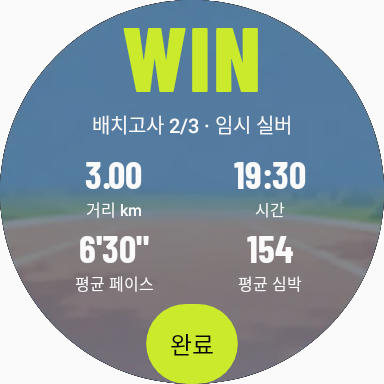 WIN
배치고사 2/3 · 임시 실버
3.00 19:30
거리 km 시간
6'30" 154
평균 페이스 평균 심박
완료